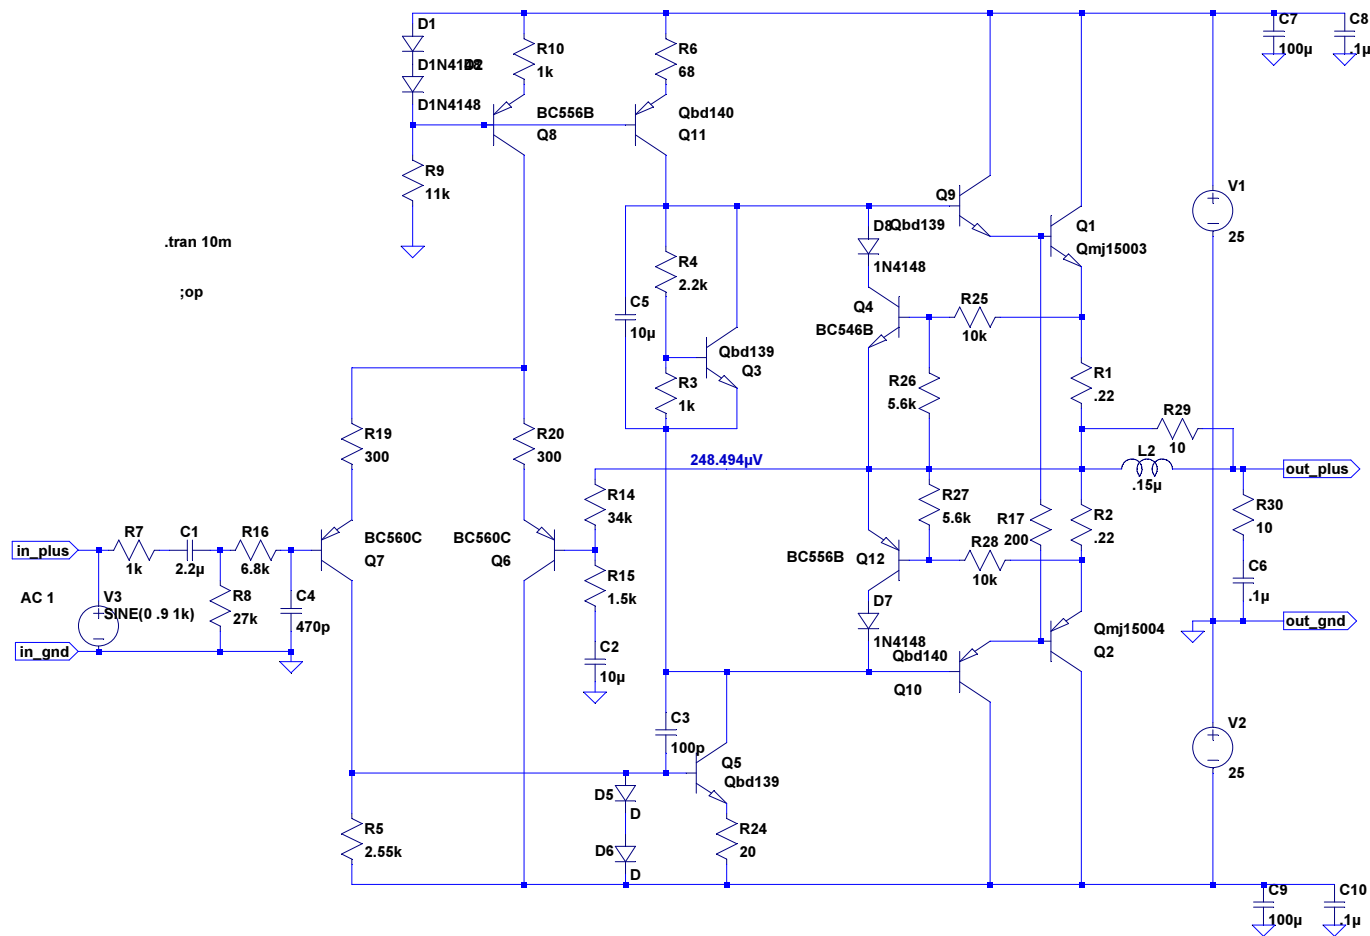 D1
D1N4148
D2
D1N4148
R10
1k
R6
68
C7
100µ
C8
.1µ
BC556B
Q8
Qbd140
Q11
R9
11k
V1
25
Q9
Qbd139
D8
1N4148
Q1
Qmj15003
.tran 10m
;op
R4
2.2k
C5
10µ
Q4
BC546B
R25
10k
Qbd139
Q3
R3
1k
R26
5.6k
R1
.22
R29
10
R19
300
R20
300
248.494µV
L2
.15µ
out_plus
R14
34k
R27
5.6k
R17
200
R2
.22
R30
10
in_plus
R7
1k
C1
2.2µ
R16
6.8k
BC560C
Q7
BC560C
Q6
BC556B
Q12
R28
10k
R15
1.5k
C6
.1µ
AC 1
V3
SINE(0 .9 1k)
R8
27k
C4
470p
D7
1N4148
out_gnd
in_gnd
C2
10µ
Qbd140
Q10
Qmj15004
Q2
C3
100p
V2
25
Q5
Qbd139
D5
D
R5
2.55k
D6
D
R24
20
C9
100µ
C10
.1µ